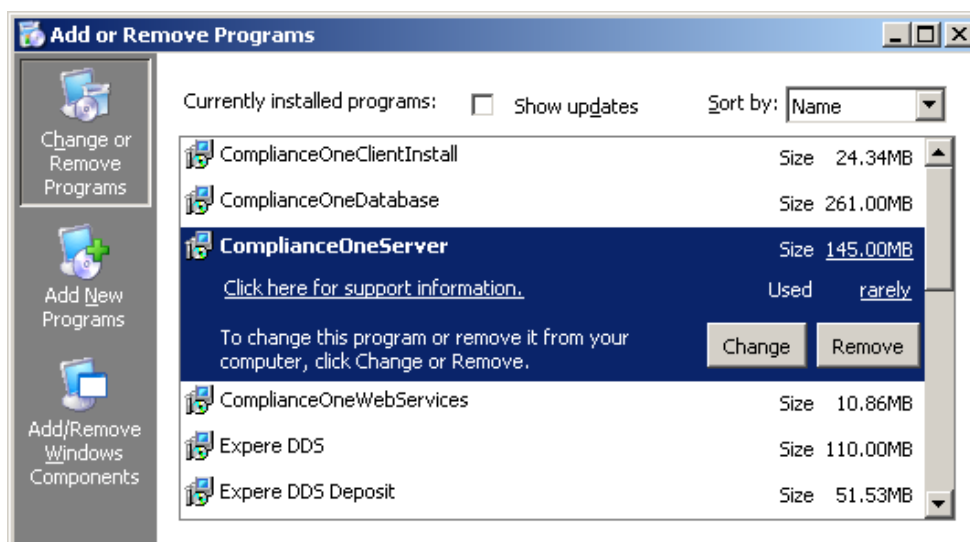 Add or Remove Programs
Change or
Remove
Programs
Add New
Programs
Add/Remove
Windows
Components
Currently installed programs: Show updates Sort by: Name
ComplianceOneClientInstall Size 24.34MB
ComplianceOneDatabase Size 261.00MB
ComplianceOneServer Size 145.00MB
Click here for support information. Used rarely
To change this program or remove it from your
computer, click Change or Remove. Change Remove
ComplianceOneWebServices Size 10.86MB
Expere DDS Size 110.00MB
Expere DDS Deposit Size 51.53MB